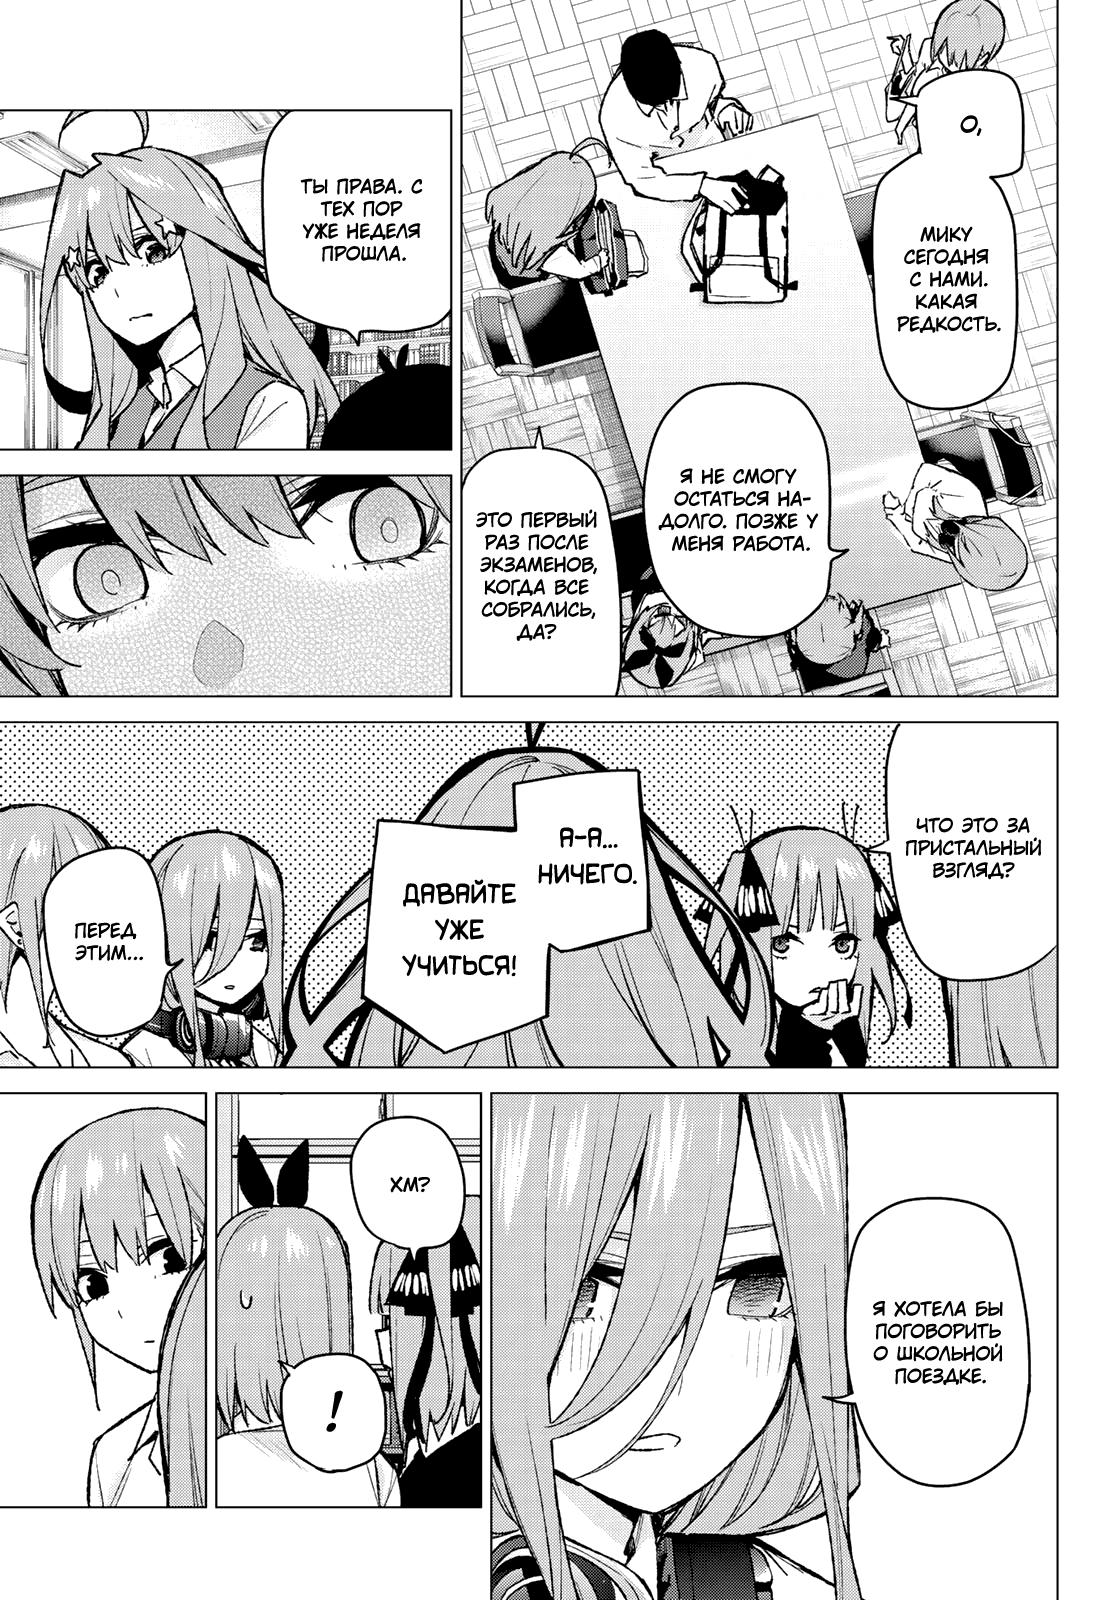 О,
МИКУ
СЕГОДНЯ
С НАМИ.
КАКАЯ
РЕДКОСТЬ.
Я НЕ СМОГУ
ОСТАТЬСЯ НА-
ДОЛГО. ПОЗЖЕ У
МЕНЯ РАБОТА.
ЭТО ПЕРВЫЙ
РАЗ ПОСЛЕ
ЭКЗАМЕНОВ,
КОГДА ВСЕ
СОБРАЛИСЬ,
ДА?
ТЫ ПРАВА. С
ТЕХ ПОР
УЖЕ НЕДЕЛЯ
ПРОШЛА.
ЧТО ЭТО ЗА
ПРИСТАЛЬНЫЙ
ВЗГЛЯД?
А-А...
НИЧЕГО.
ДАВАЙТЕ
УЖЕ
УЧИТЬСЯ!
ПЕРЕД
ЭТИМ...
Я ХОТЕЛА БЫ
ПОГОВОРИТЬ
О ШКОЛЬНОЙ
ПОЕЗДКЕ.
ХМ?
!